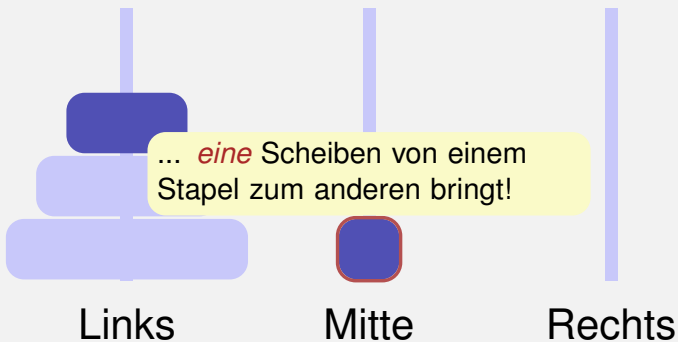 ... eine Scheiben von einem
Stapel zum anderen bringt!
Links Mitte Rechts